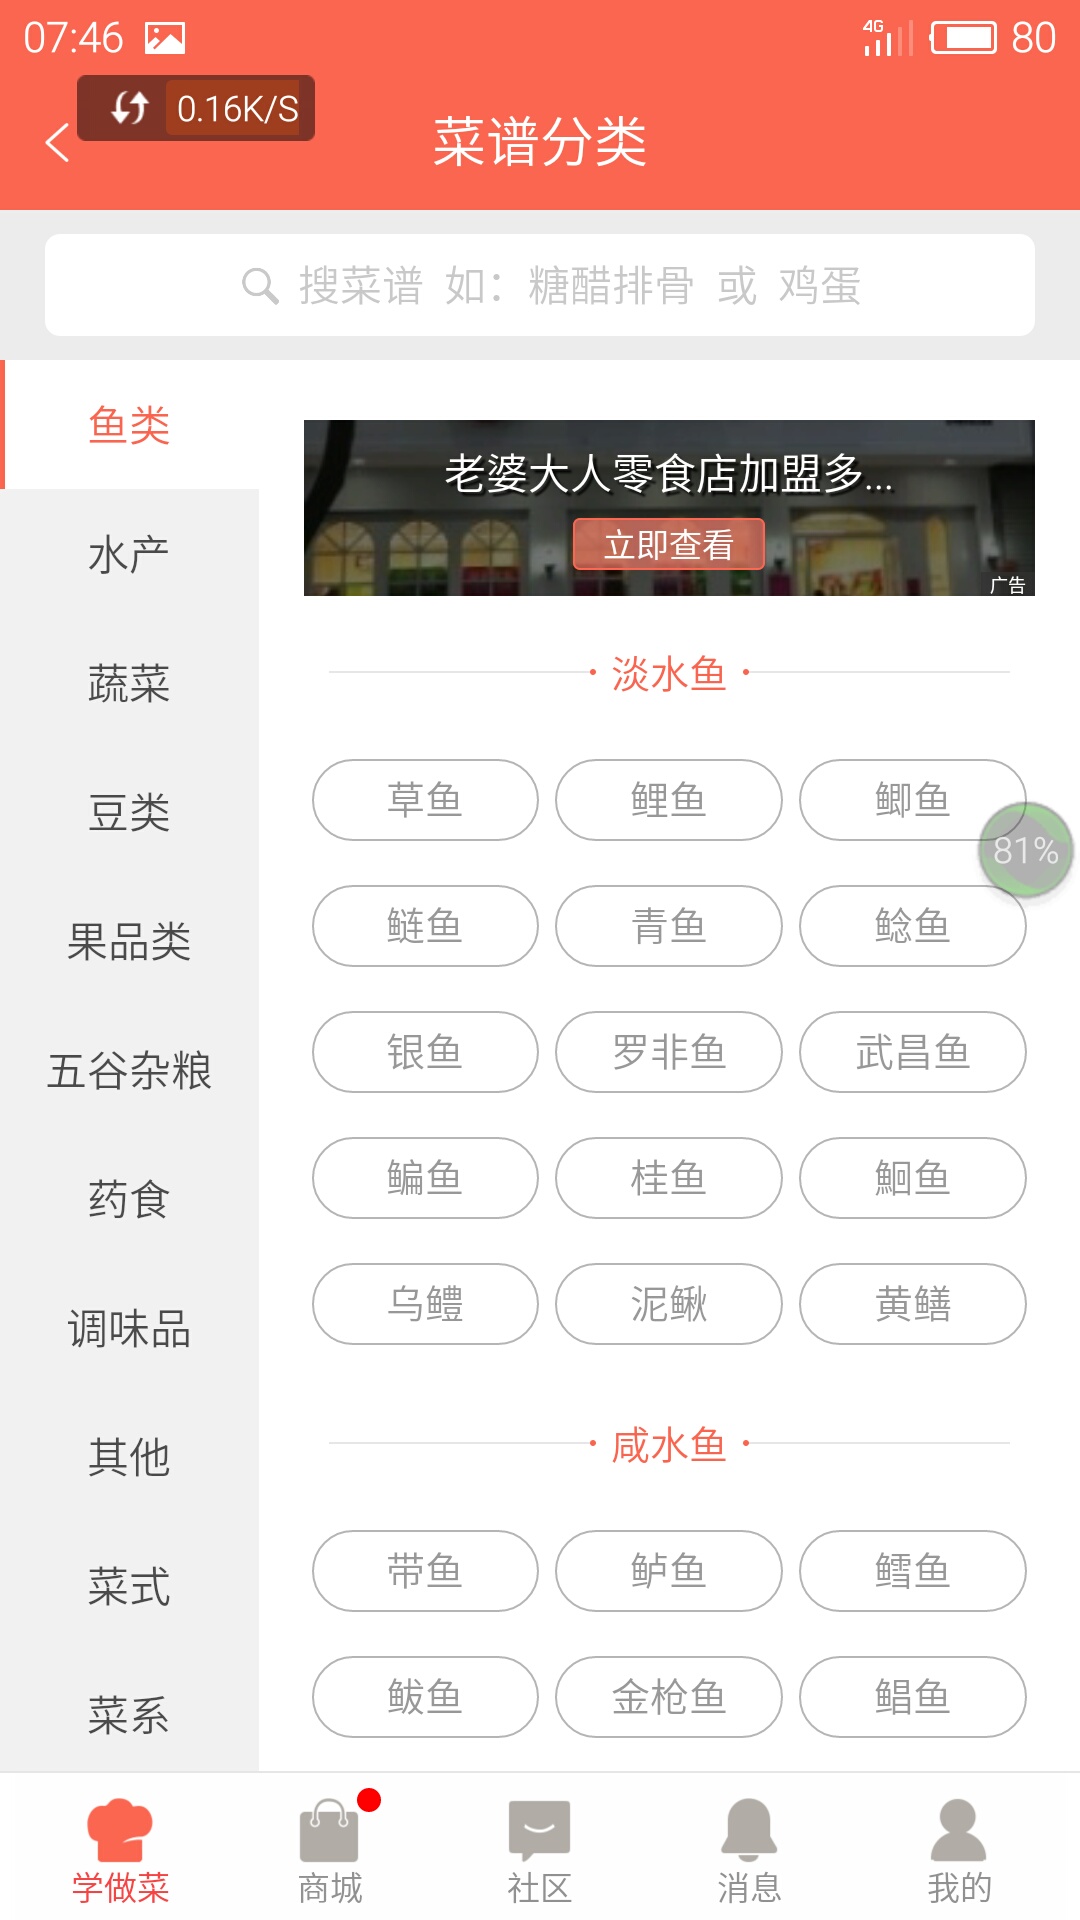 07:46
4G
80
0.16K/S
菜谱分类
搜菜谱 如：糖醋排骨 或 鸡蛋
鱼类
水产
蔬菜
豆类
果品类
五谷杂粮
药食
调味品
其他
菜式
菜系
老婆大人零食店加盟多...
立即查看
广告
· 淡水鱼 ·
草鱼 鲤鱼 鲫鱼
81%
鲢鱼 青鱼 鲶鱼
银鱼 罗非鱼 武昌鱼
鳊鱼 桂鱼 鮰鱼
乌鳢 泥鳅 黄鳝
· 咸水鱼 ·
带鱼 鲈鱼 鳕鱼
鲅鱼 金枪鱼 鲳鱼
学做菜 商城 社区 消息 我的